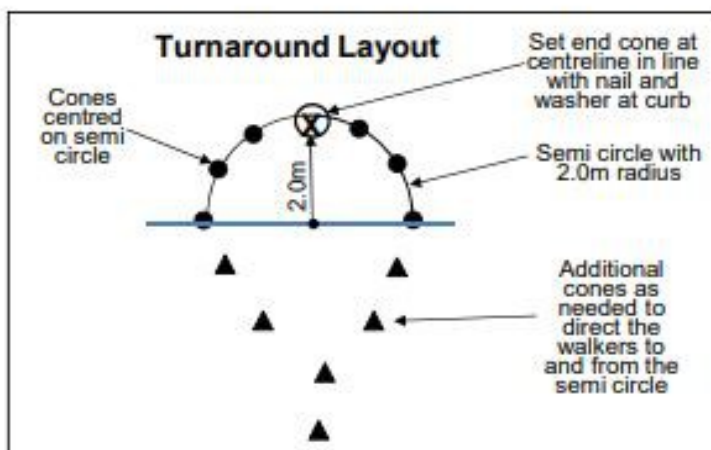 Turnaround Layout
Set end cone at
centreline in line
with nail and
washer at curb
Cones
centred
on semi
circle
X
2.0m
Semi circle with
2.0m radius
Additional
cones as
needed to
direct the
walkers to
and from the
semi circle